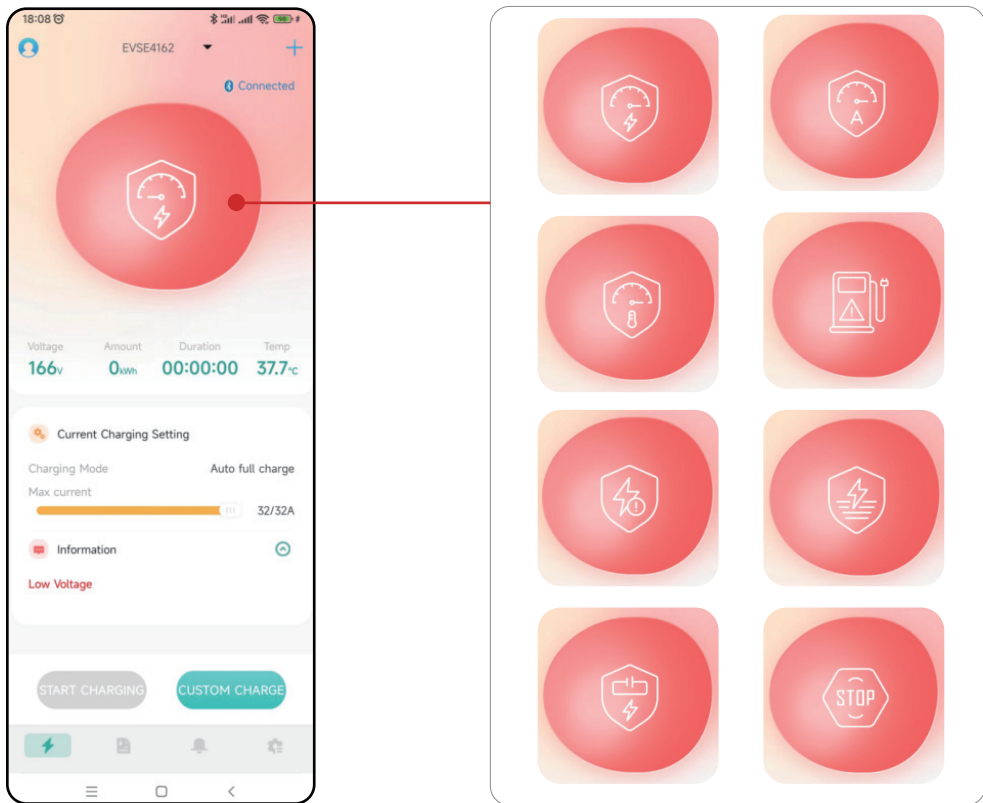 18:08
EVSE4162
Connected
Voltage Amount Duration Temp
166V 0kWh 00:00:00 37.7°C
Current Charging Setting
Charging Mode Auto full charge
Max current
32/32A
Information
Low Voltage
START CHARGING CUSTOM CHARGE
A
STOP